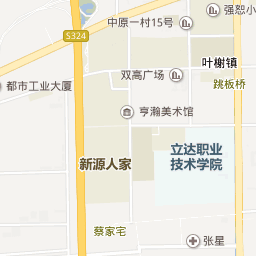 强恕小
中原一村15号
S324
叶榭镇
双高广场
都市工业大厦
跳板桥
亨瀚美术馆
立达职业
技术学院
新源人家
蔡家宅
张星